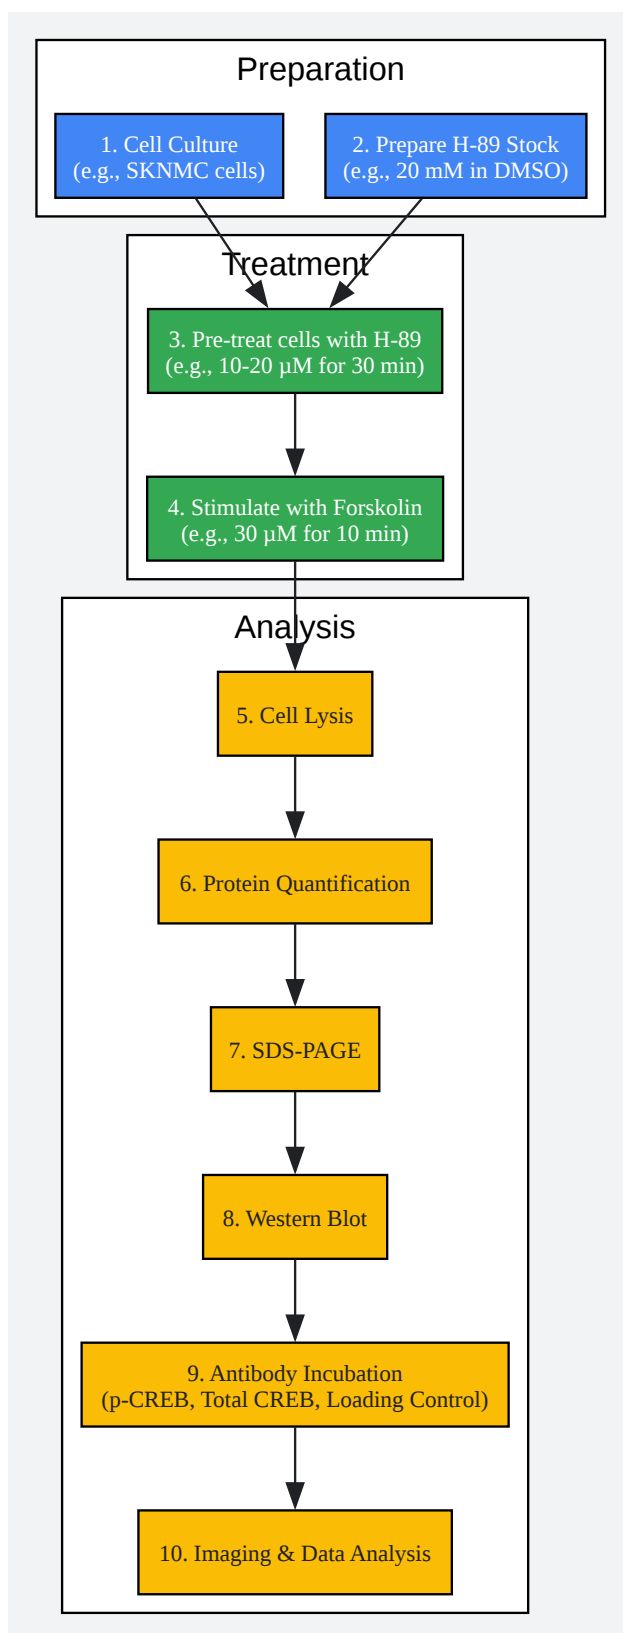 Preparation
1. Cell Culture
(e.g., SKNMC cells)
2. Prepare H-89 Stock
(e.g., 20 mM in DMSO)
Treatment
3. Pre-treat cells with H-89
(e.g., 10-20 µM for 30 min)
4. Stimulate with Forskolin
(e.g., 30 µM for 10 min)
Analysis
5. Cell Lysis
6. Protein Quantification
7. SDS-PAGE
8. Western Blot
9. Antibody Incubation
(p-CREB, Total CREB, Loading Control)
10. Imaging & Data Analysis